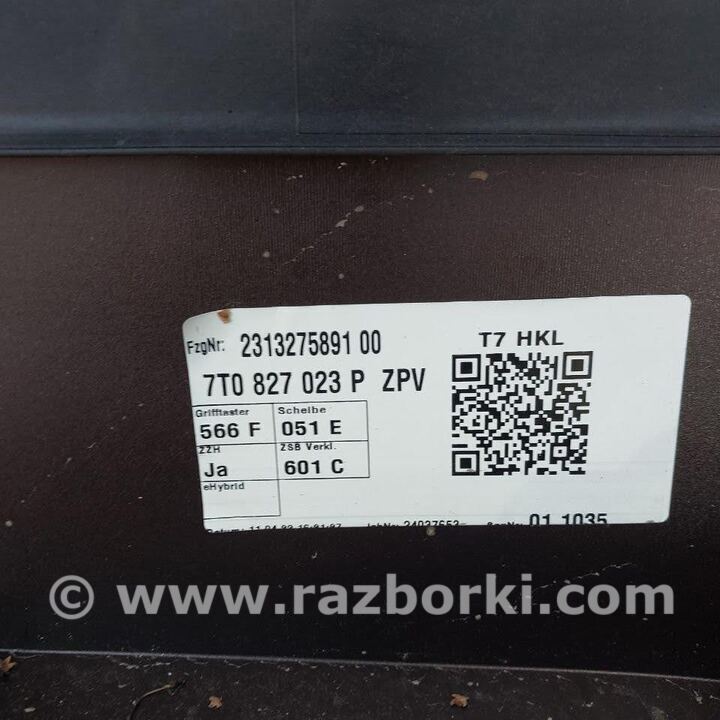 FzgNr: 2313275891 00
T7 HKL
7T0 827 023 P ZPV
Grifftaster Scheibe
566 F 051 E
ZZH ZSB Verkl.
Ja 601 C
eHybrid
01 1035
© www.razborki.com